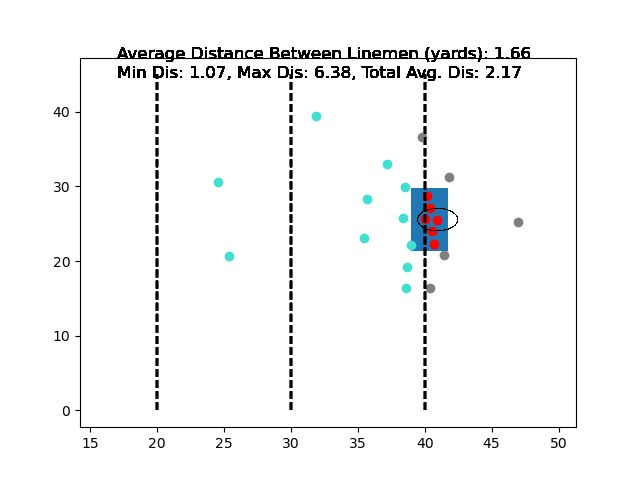 Average Distance Between Linemen (yards): 1.66
Min Dis: 1.07, Max Dis: 6.38, Total Avg. Dis: 2.17
40
30
20
10
0
15 20 25 30 35 40 45 50